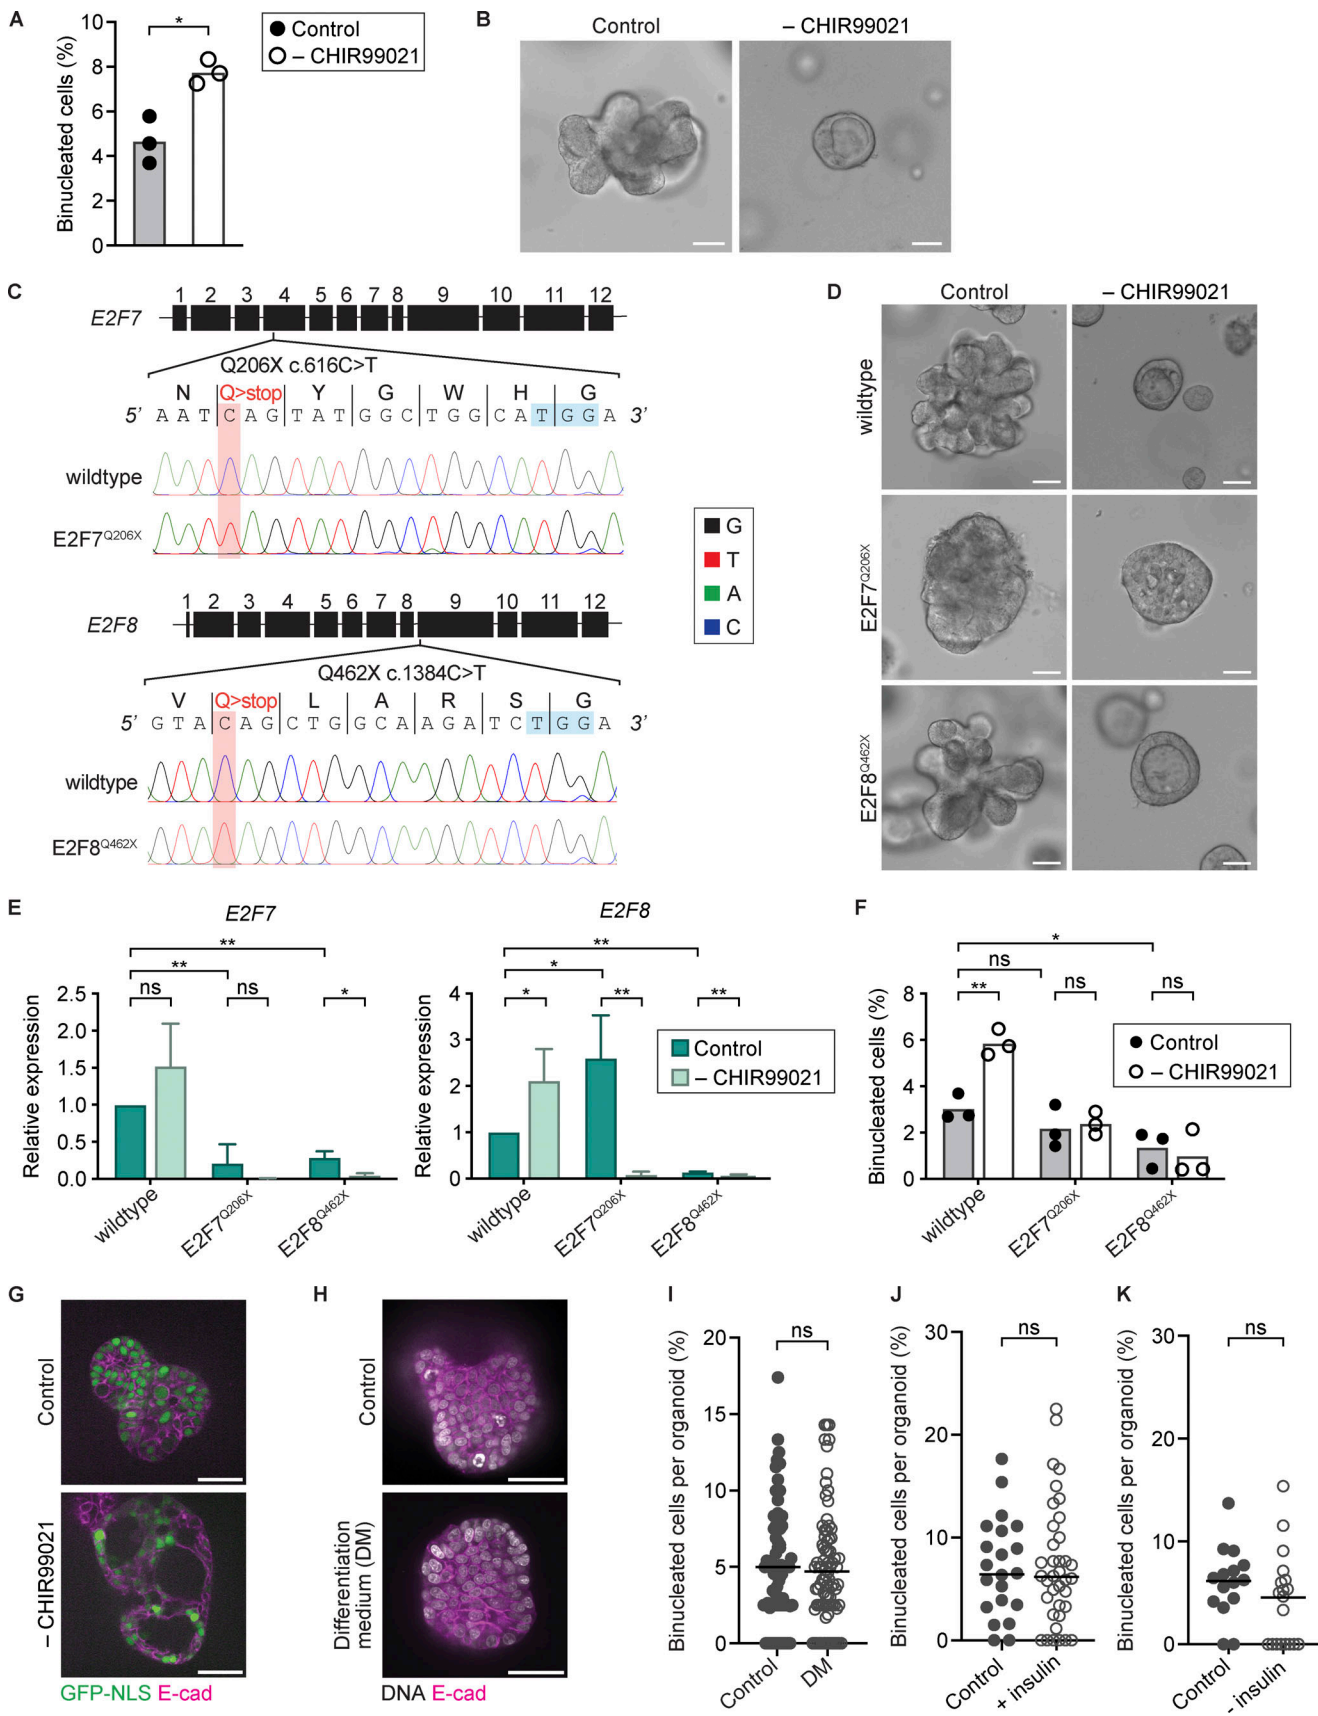 A
Binucleated cells (%)
10
8
6
4
2
0
*
Control
– CHIR99021
B
Control
– CHIR99021
C
E2F7
1 2 3 4 5 6 7 8 9 10 11 12
Q206X c.616C>T
N Q>stop Y G W H G
5' A A T C A G T A T G G C T G G C A T G G A 3'
wildtype
E2F7Q206X
E2F8
1 2 3 4 5 6 7 8 9 10 11 12
Q462X c.1384C>T
V Q>stop L A R S G
5' G T A C A G C T G G C A A G A T C T G G A 3'
wildtype
E2F8Q462X
G
T
A
C
D
Control
– CHIR99021
wildtype
E2F7Q206X
E2F8Q462X
E
E2F7
Relative expression
2.5
2.0
1.5
1.0
0.5
0.0
**
**
ns
ns
*
wildtype
E2F7Q206X
E2F8Q462X
E2F8
Relative expression
4
3
2
1
0
**
*
*
**
**
wildtype
E2F7Q206X
E2F8Q462X
Control
– CHIR99021
F
Binucleated cells (%)
8
6
4
2
0
*
ns
**
ns
ns
wildtype
E2F7Q206X
E2F8Q462X
Control
– CHIR99021
G
Control
– CHIR99021
GFP-NLS E-cad
H
Control
Differentiation
medium (DM)
DNA E-cad
I
Binucleated cells per organoid (%)
20
15
10
5
0
ns
Control
DM
J
Binucleated cells per organoid (%)
30
20
10
0
ns
Control
+ insulin
K
Binucleated cells per organoid (%)
30
20
10
0
ns
Control
- insulin